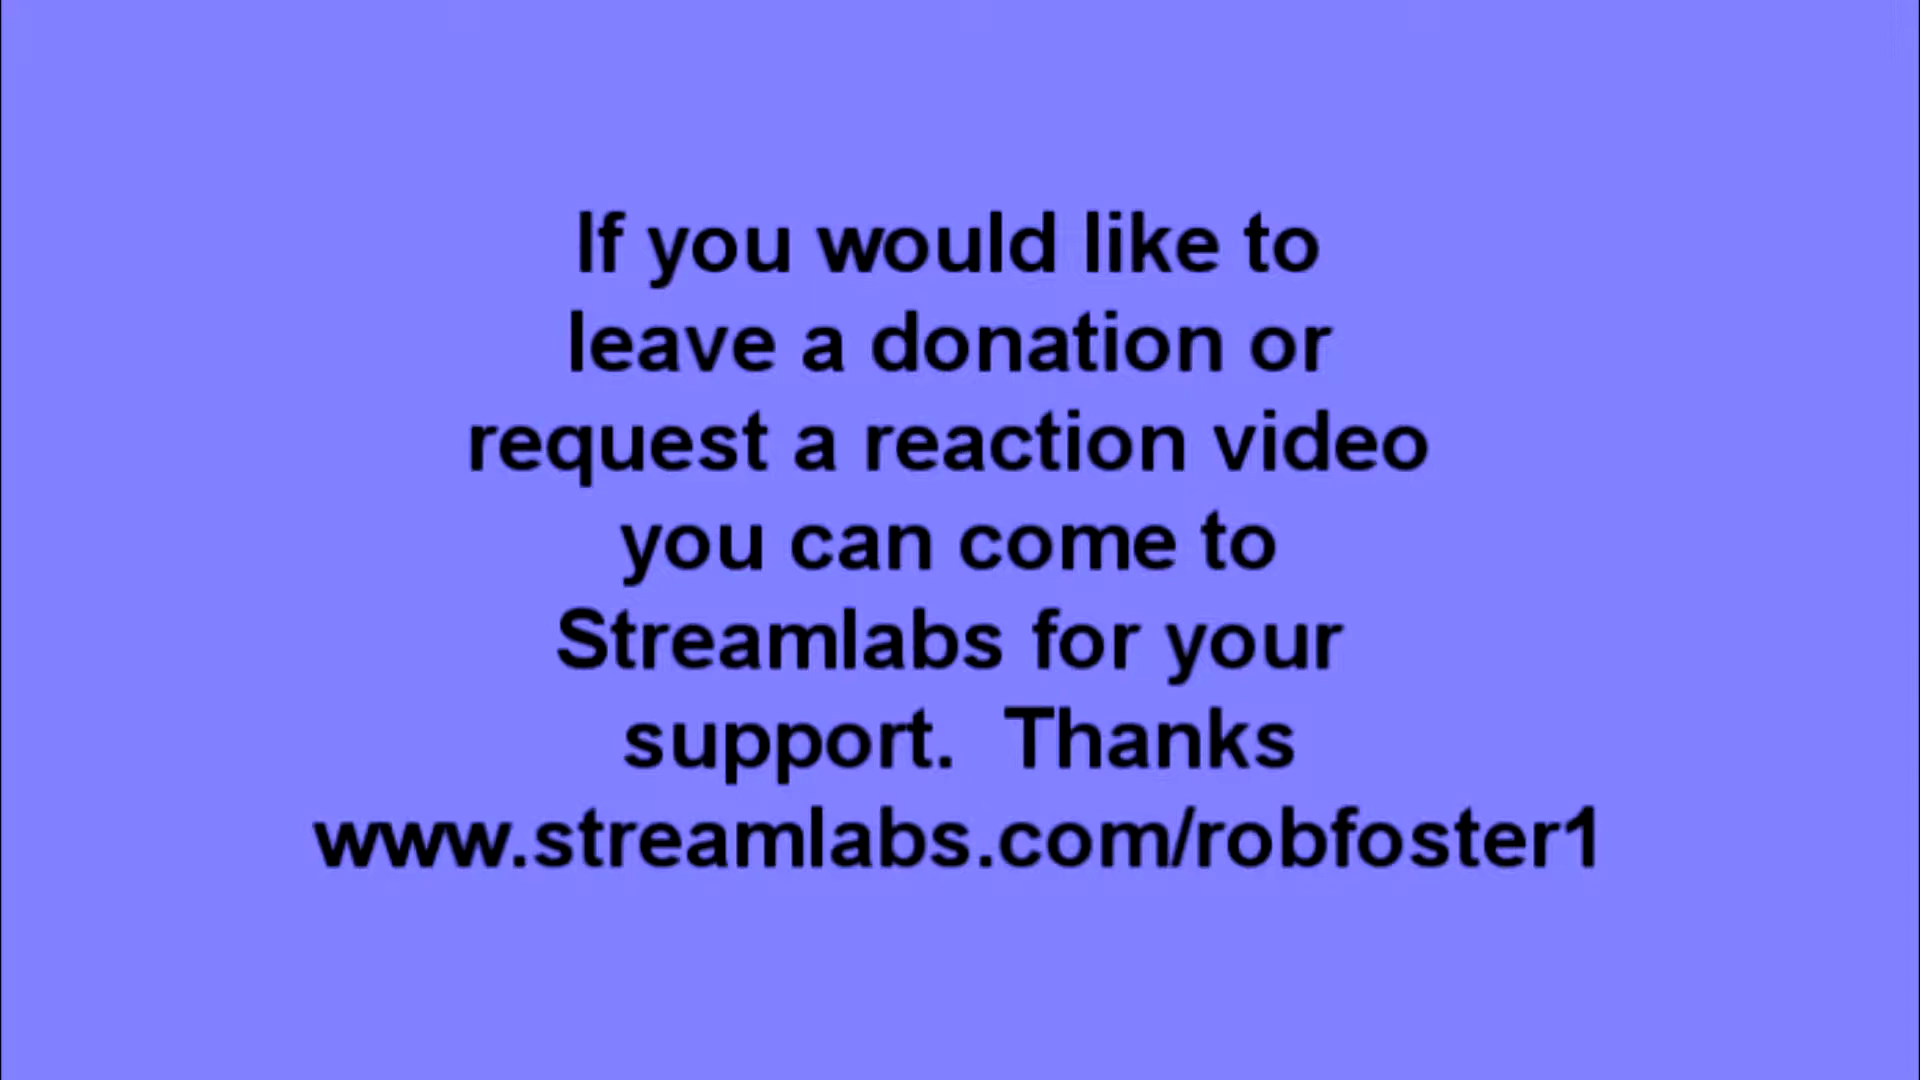 If you would like to
leave a donation or
request a reaction video
you can come to
Streamlabs for your
support.  Thanks
www.streamlabs.com/robfoster1